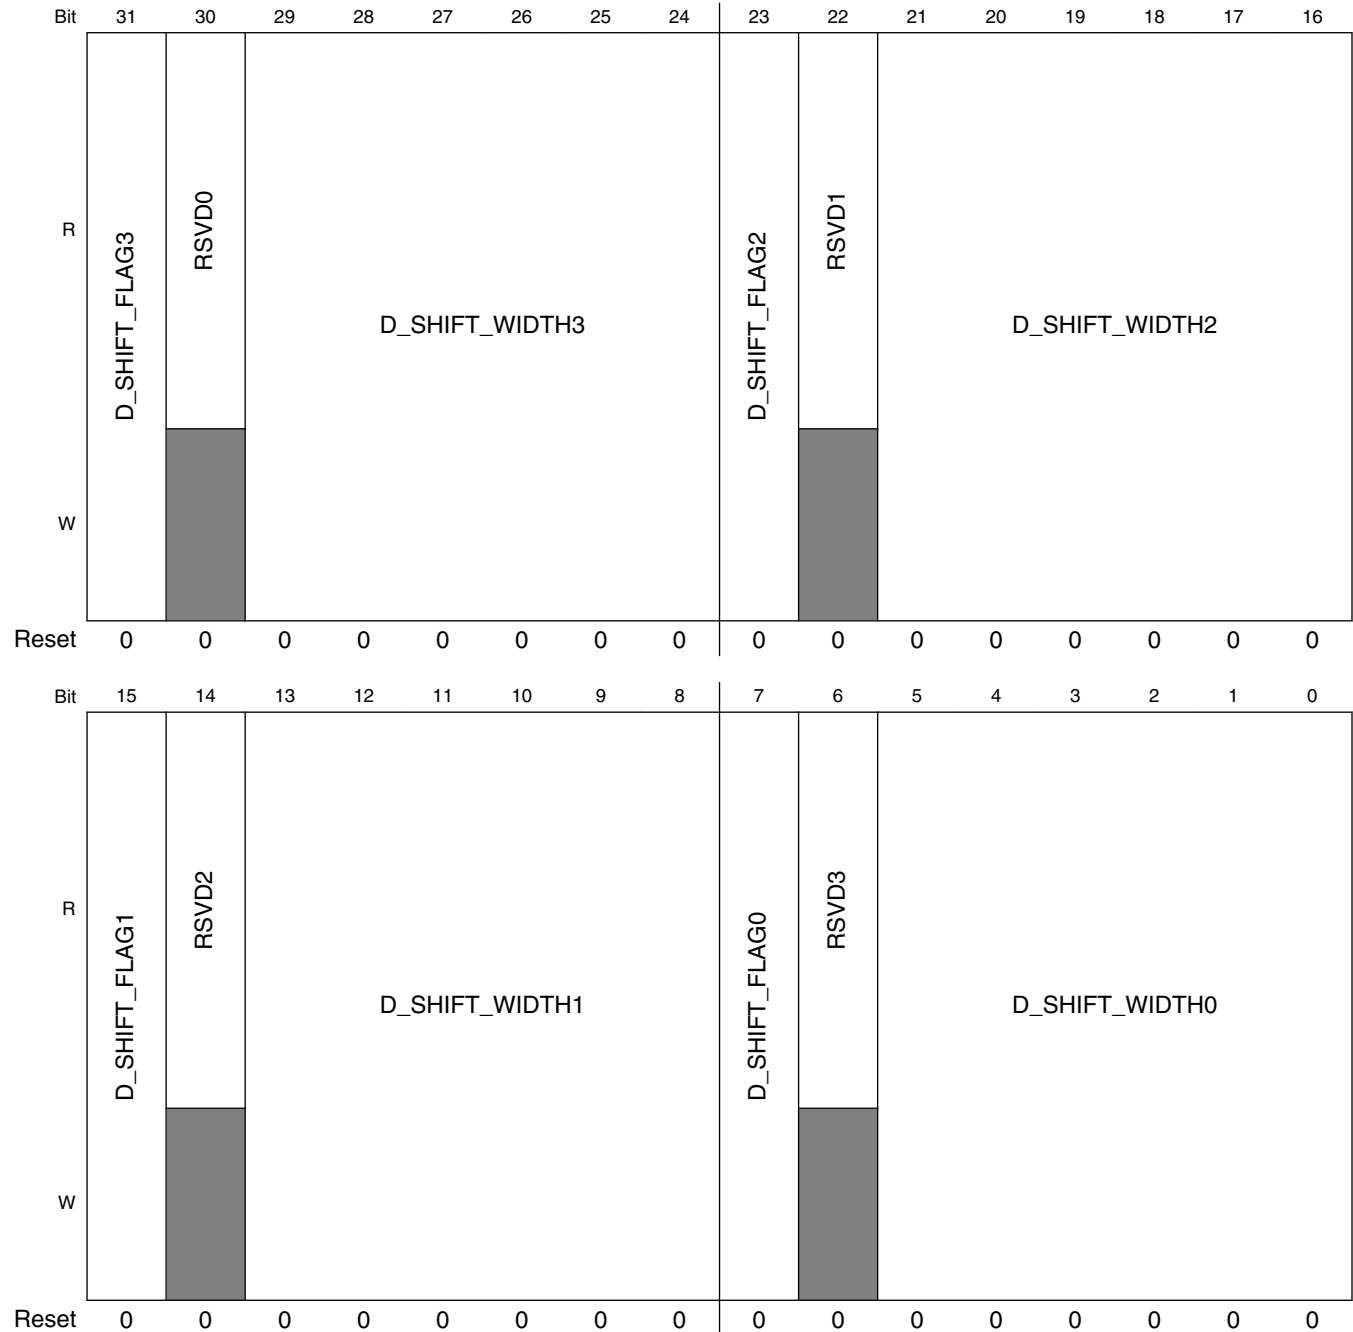 Bit 31 30 29 28 27 26 25 24 23 22 21 20 19 18 17 16
R
D_SHIFT_FLAG3
RSVD0
D_SHIFT_WIDTH3
D_SHIFT_FLAG2
RSVD1
D_SHIFT_WIDTH2
W
Reset 0 0 0 0 0 0 0 0 0 0 0 0 0 0 0 0
Bit 15 14 13 12 11 10 9 8 7 6 5 4 3 2 1 0
R
D_SHIFT_FLAG1
RSVD2
D_SHIFT_WIDTH1
D_SHIFT_FLAG0
RSVD3
D_SHIFT_WIDTH0
W
Reset 0 0 0 0 0 0 0 0 0 0 0 0 0 0 0 0